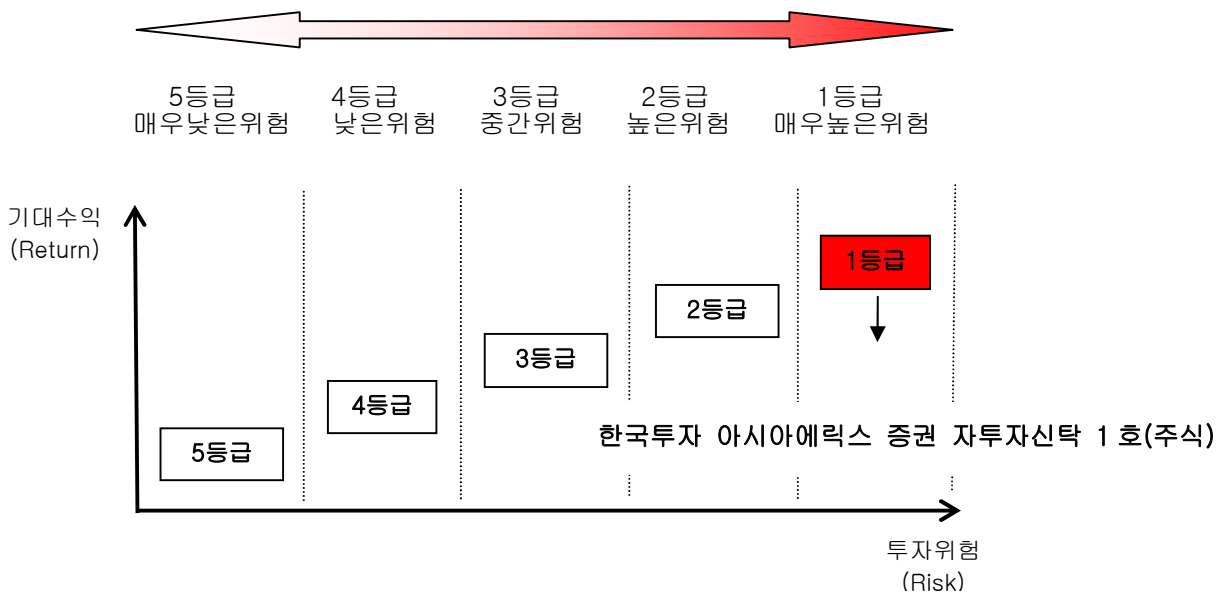 5등급
매우낮은위험
4등급
낮은위험
3등급
중간위험
2등급
높은위험
1등급
매우높은위험
기대수익
(Return)
1등급
2등급
3등급
4등급
5등급
한국투자 아시아에릭스 증권 자투자신탁 1 호(주식)
투자위험
(Risk)